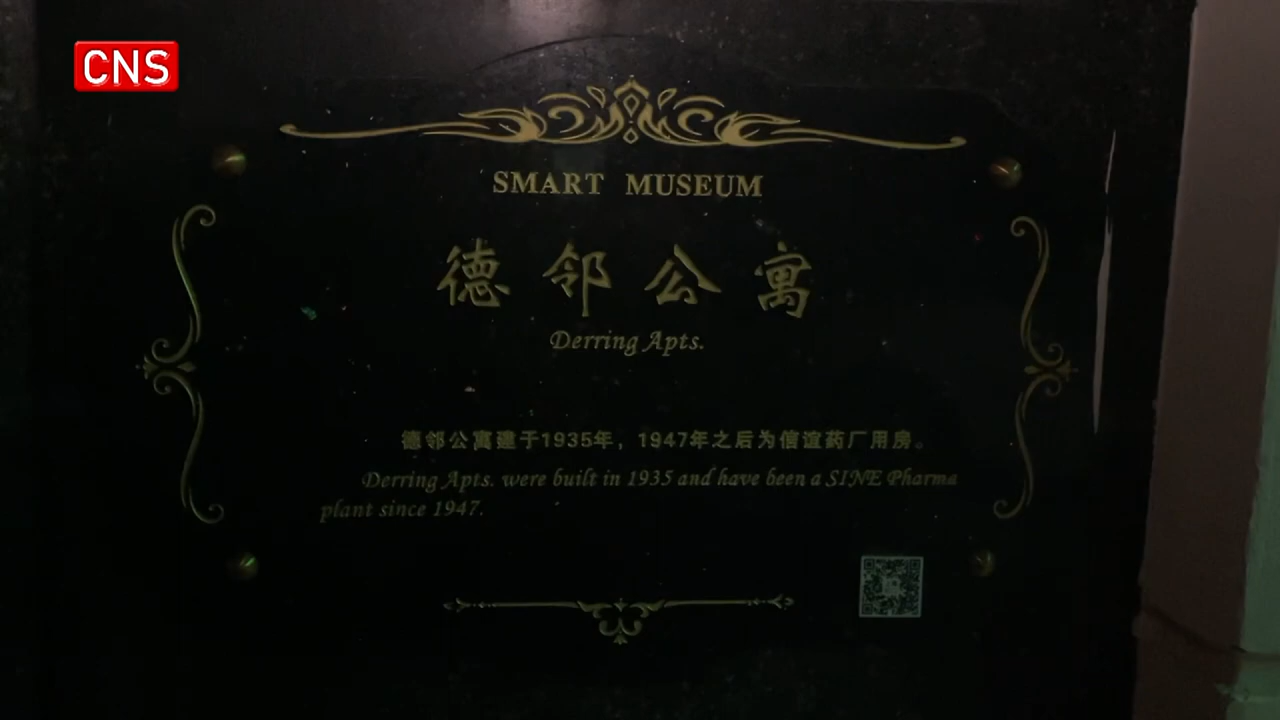 CNS
SMART MUSEUM
德邻公寓
Derring Apts.
德邻公寓建于1935年，1947年之后为信谊药厂用房。
Derring Apts. were built in 1935 and have been a SINE Pharma
plant since 1947.